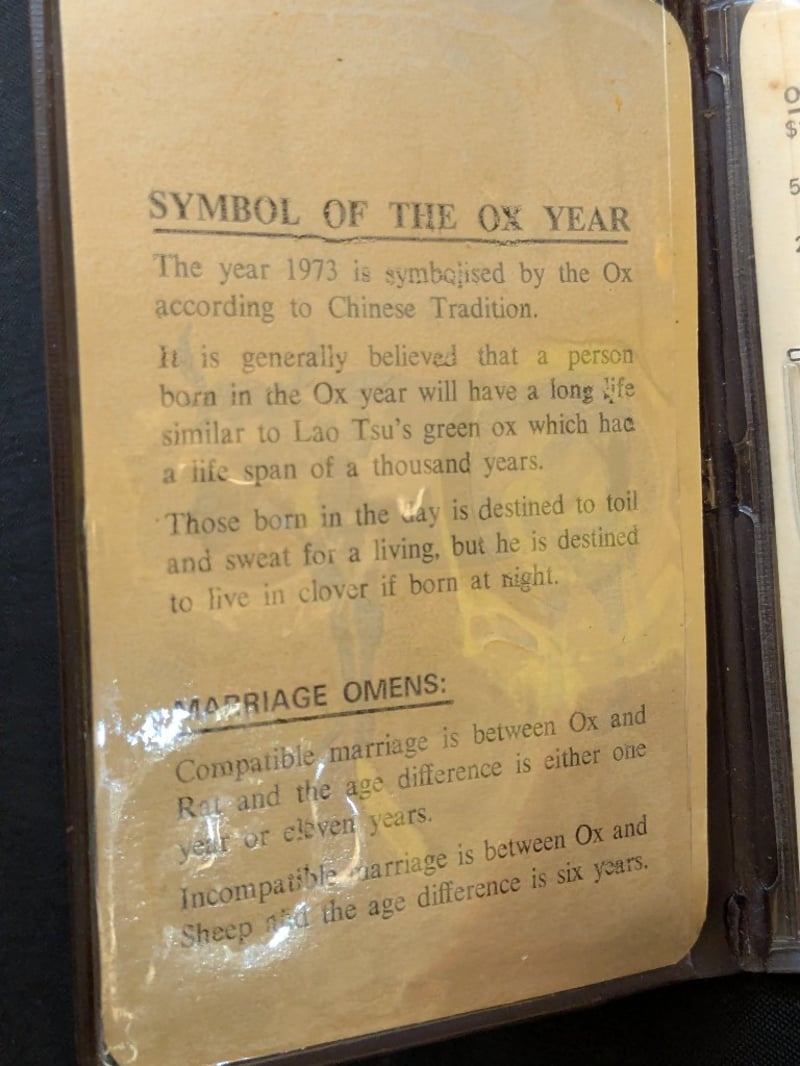 SYMBOL OF THE OX YEAR
The year 1973 is symbolised by the Ox
according to Chinese Tradition.
It is generally believed that a person
born in the Ox year will have a long life
similar to Lao Tsu's green ox which had
a life span of a thousand years.
Those born in the day is destined to toil
and sweat for a living, but he is destined
to live in clover if born at night.
MARRIAGE OMENS:
Compatible marriage is between Ox and
Rat and the age difference is either one
year or eleven years.
Incompatible marriage is between Ox and
Sheep and the age difference is six years.
O
$
5
2